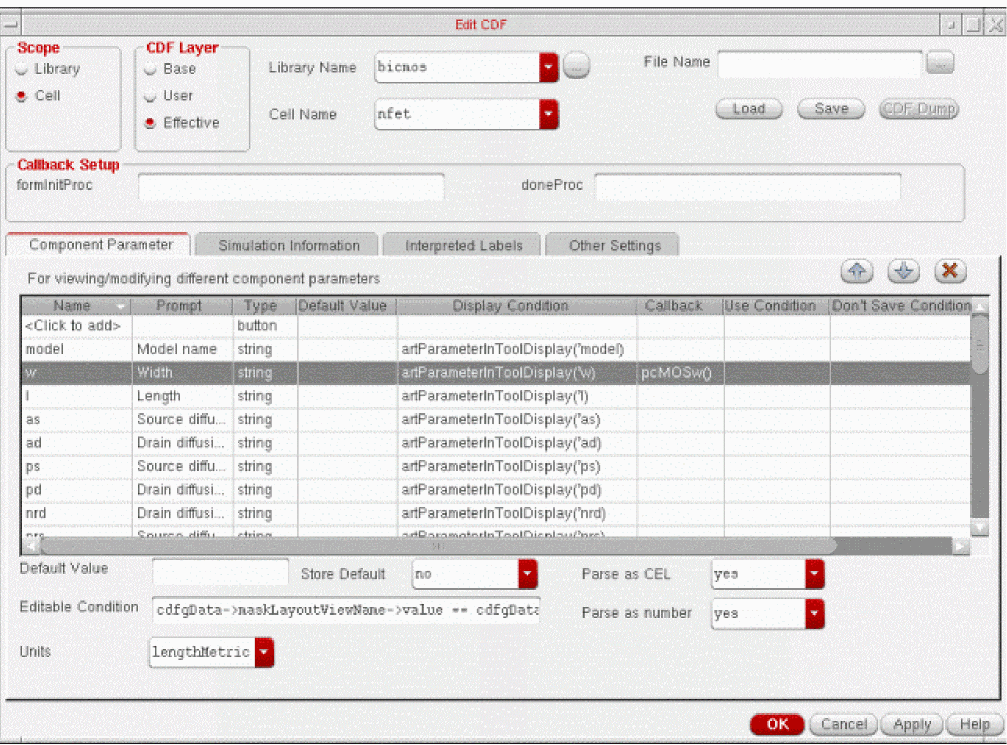 Edit CDF
Scope
Library
Cell
CDF Layer
Base
User
Effective
Library Name bicmos ...
Cell Name nfet
File Name ...
Load Save CDF Dump
Callback Setup
formInitProc doneProc
Component Parameter Simulation Information Interpreted Labels Other Settings
For viewing/modifying different component parameters
Name Prompt Type Default Value Display Condition Callback Use Condition Don't Save Condition
<Click to add> button
model Model name string artParameterInToolDisplay('model)
w Width string artParameterInToolDisplay('w) pcMOSw()
l Length string artParameterInToolDisplay('l)
as Source diffu... string artParameterInToolDisplay('as)
ad Drain diffusi... string artParameterInToolDisplay('ad)
ps Source diffu... string artParameterInToolDisplay('ps)
pd Drain diffusi... string artParameterInToolDisplay('pd)
nrd Drain diffusi... string artParameterInToolDisplay('nrd)
nrs Source diffu... string artParameterInToolDisplay('nrs)
Default Value Store Default no Parse as CEL yes
Editable Condition cdfgData->maskLayoutViewName->value == cdfgData Parse as number yes
Units lengthMetric
OK Cancel Apply Help